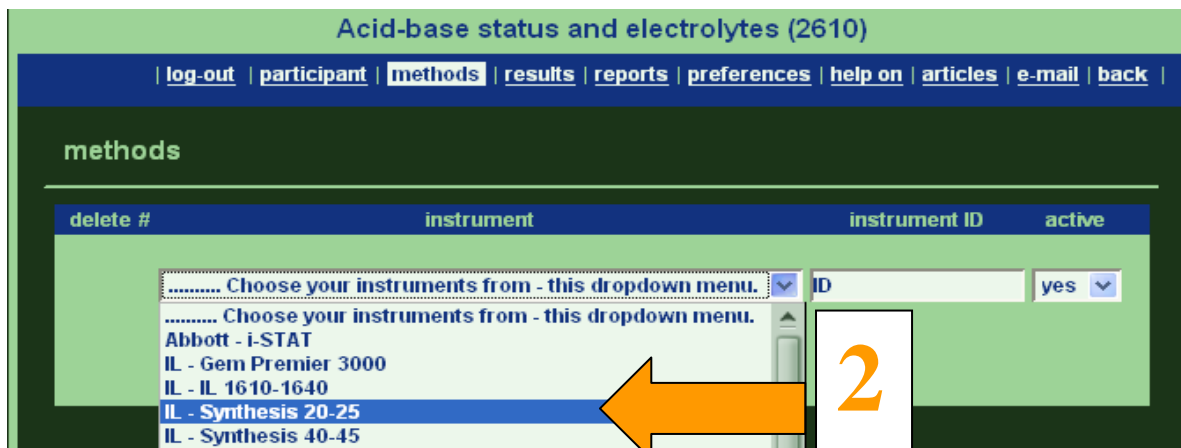 Acid-base status and electrolytes (2610)
| log-out | participant | methods | results | reports | preferences | help on | articles | e-mail | back |
methods
delete # instrument instrument ID active
.......... Choose your instruments from - this dropdown menu. ID yes
.......... Choose your instruments from - this dropdown menu.
Abbott - i-STAT
IL - Gem Premier 3000
IL - IL 1610-1640
IL - Synthesis 20-25
IL - Synthesis 40-45
2